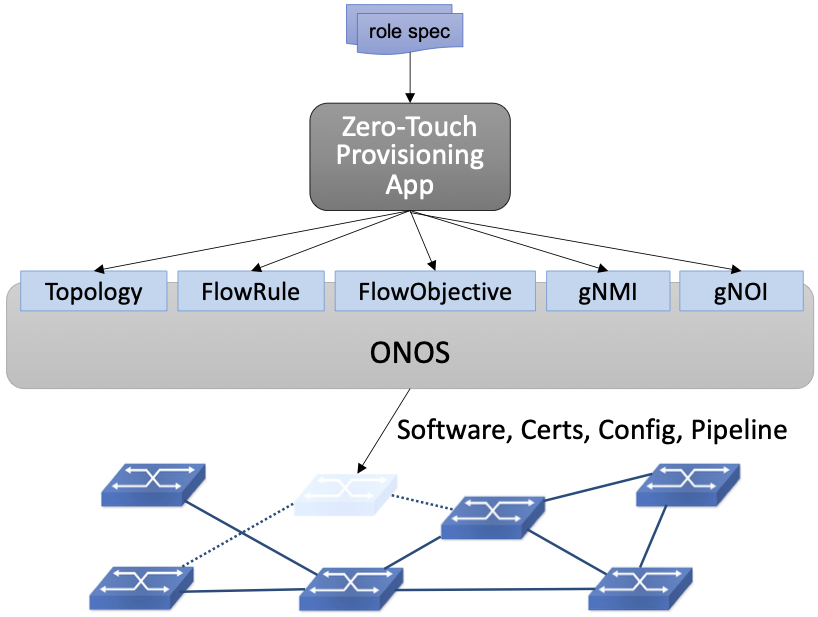 role spec
Zero-Touch
Provisioning
App
Topology
FlowRule
FlowObjective
gNMI
gNOI
ONOS
Software, Certs, Config, Pipeline